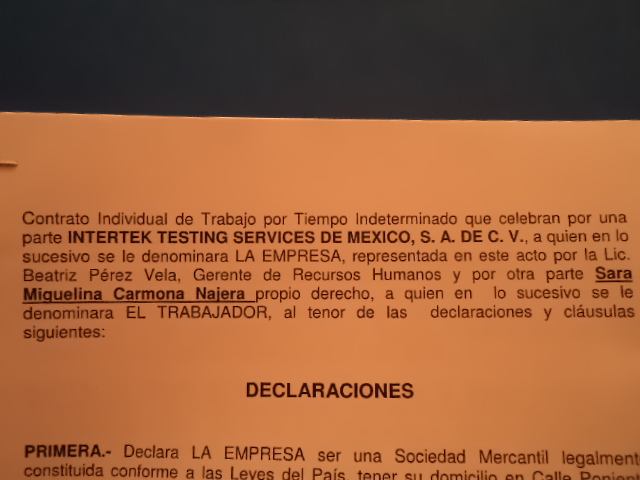 Contrato Individual de Trabajo por Tiempo Indeterminado que celebran por una
parte INTERTEK TESTING SERVICES DE MEXICO, S. A. DE C. V., a quien en lo
sucesivo se le denominara LA EMPRESA, representada en este acto por la Lic.
Beatriz Pérez Vela, Gerente de Recursos Humanos y por otra parte Sara
Miguelina Carmona Najera propio derecho, a quien en lo sucesivo se le
denominara EL TRABAJADOR, al tenor de las declaraciones y cláusulas
siguientes:
DECLARACIONES
PRIMERA.- Declara LA EMPRESA ser una Sociedad Mercantil legalment
constituida conforme a las Leyes del País, tener su domicilio en Calle Ponient